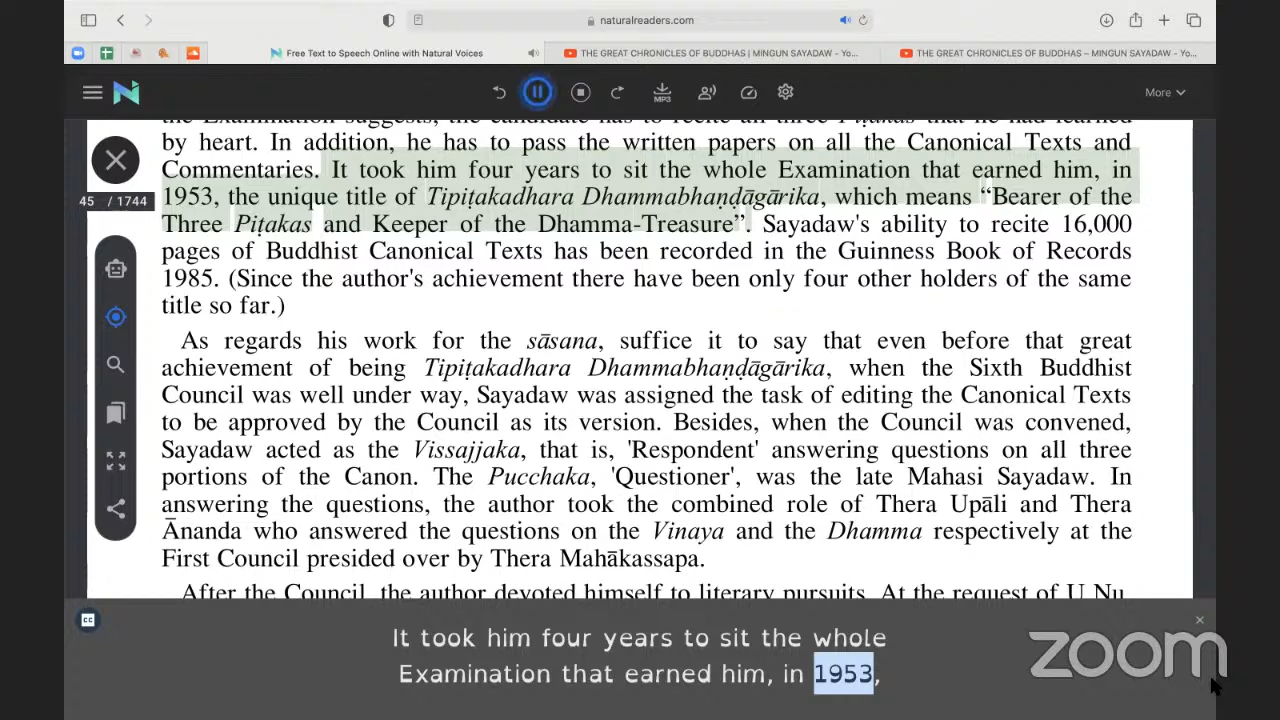 naturalreaders.com
Free Text to Speech Online with Natural Voices
THE GREAT CHRONICLES OF BUDDHAS | MINGUN SAYADAW - Yo...
THE GREAT CHRONICLES OF BUDDHAS – MINGUN SAYADAW - Yo...
MP3
More
the Examination suggests, the candidate has to recite all three Piṭakas that he had learned
by heart. In addition, he has to pass the written papers on all the Canonical Texts and
Commentaries. It took him four years to sit the whole Examination that earned him, in
1953, the unique title of Tipiṭakadhara Dhammabhaṇḍāgārika, which means “Bearer of the
Three Piṭakas and Keeper of the Dhamma-Treasure”. Sayadaw's ability to recite 16,000
pages of Buddhist Canonical Texts has been recorded in the Guinness Book of Records
1985. (Since the author's achievement there have been only four other holders of the same
title so far.)
45 / 1744
As regards his work for the sāsana, suffice it to say that even before that great
achievement of being Tipiṭakadhara Dhammabhaṇḍāgārika, when the Sixth Buddhist
Council was well under way, Sayadaw was assigned the task of editing the Canonical Texts
to be approved by the Council as its version. Besides, when the Council was convened,
Sayadaw acted as the Vissajjaka, that is, 'Respondent' answering questions on all three
portions of the Canon. The Pucchaka, 'Questioner', was the late Mahasi Sayadaw. In
answering the questions, the author took the combined role of Thera Upāli and Thera
Ānanda who answered the questions on the Vinaya and the Dhamma respectively at the
First Council presided over by Thera Mahākassapa.
After the Council, the author devoted himself to literary pursuits. At the request of U Nu,
CC
It took him four years to sit the whole
Examination that earned him, in 1953,
zoom